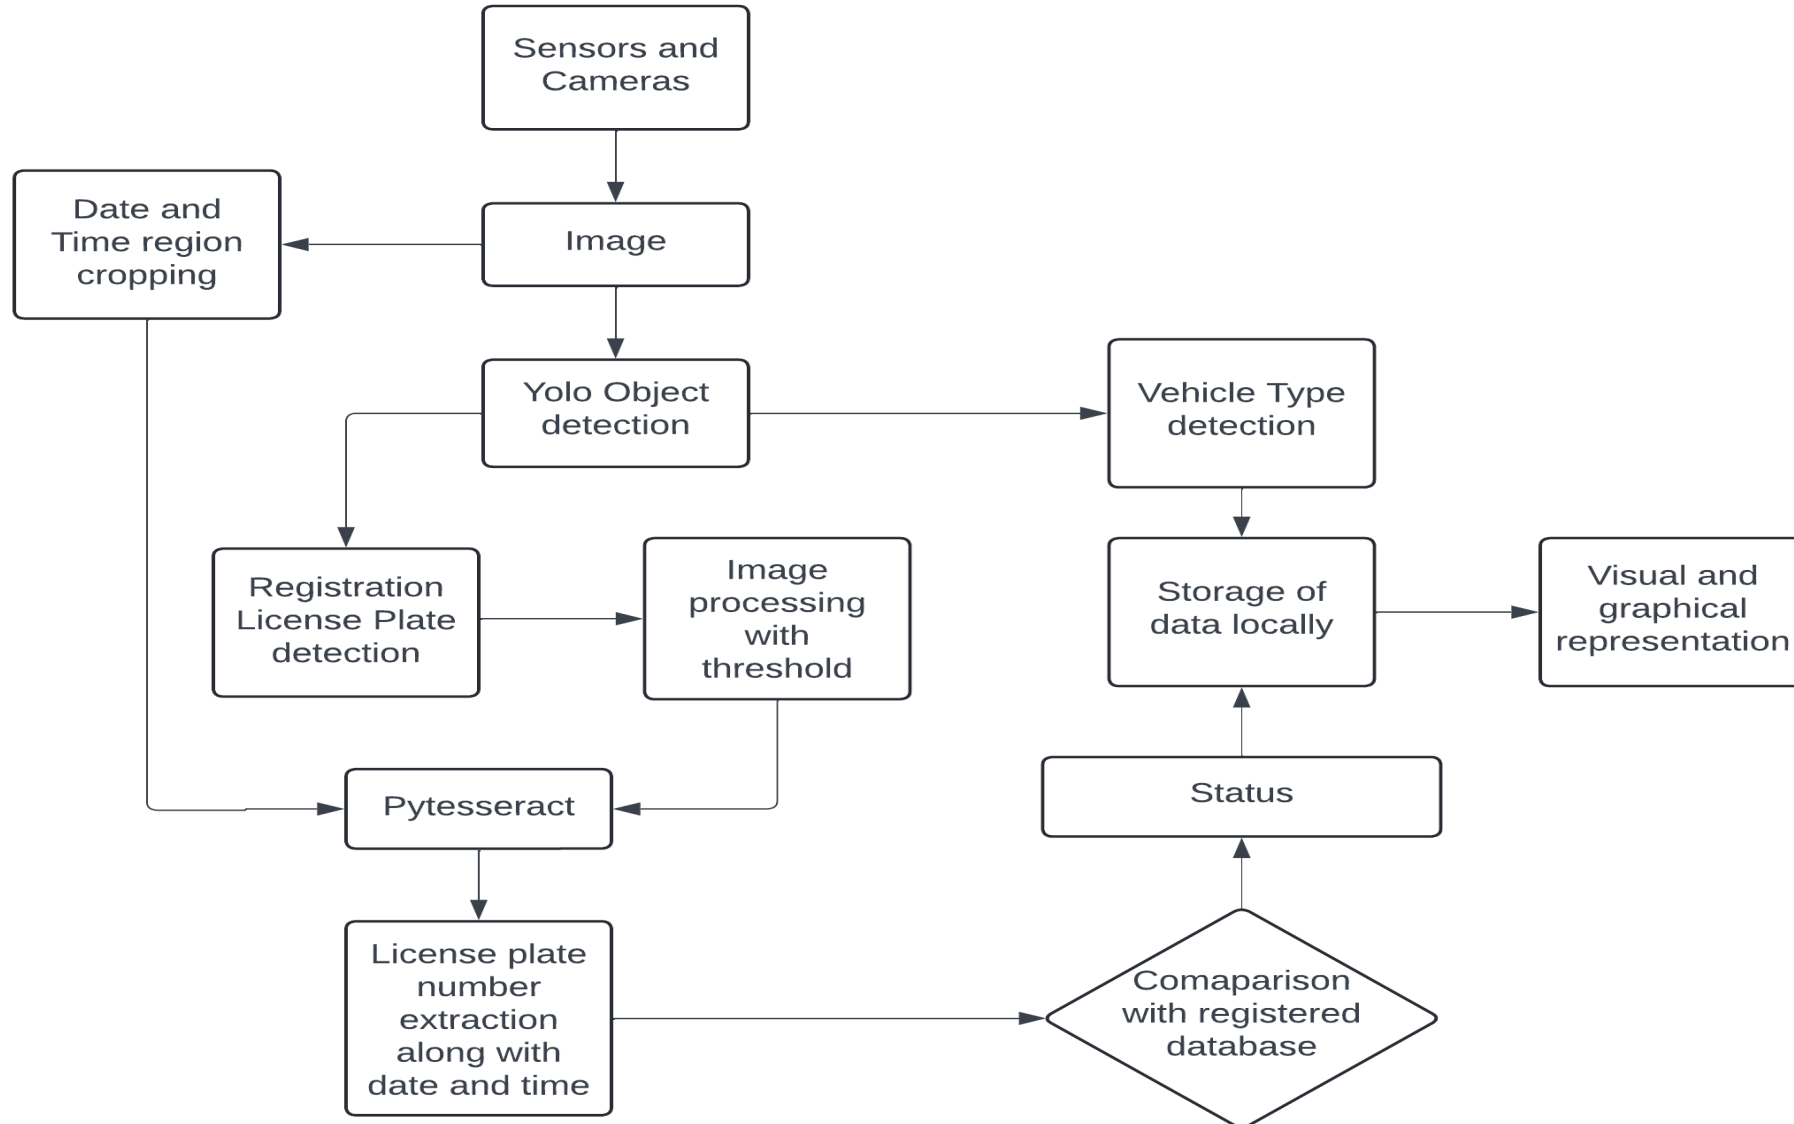 Sensors and
Cameras
Date and
Time region
cropping
Image
Yolo Object
detection
Vehicle Type
detection
Registration
License Plate
detection
Image
processing
with
threshold
Storage of
data locally
Visual and
graphical
representation
Pytesseract
Status
License plate
number
extraction
along with
date and time
Comaparison
with registered
database